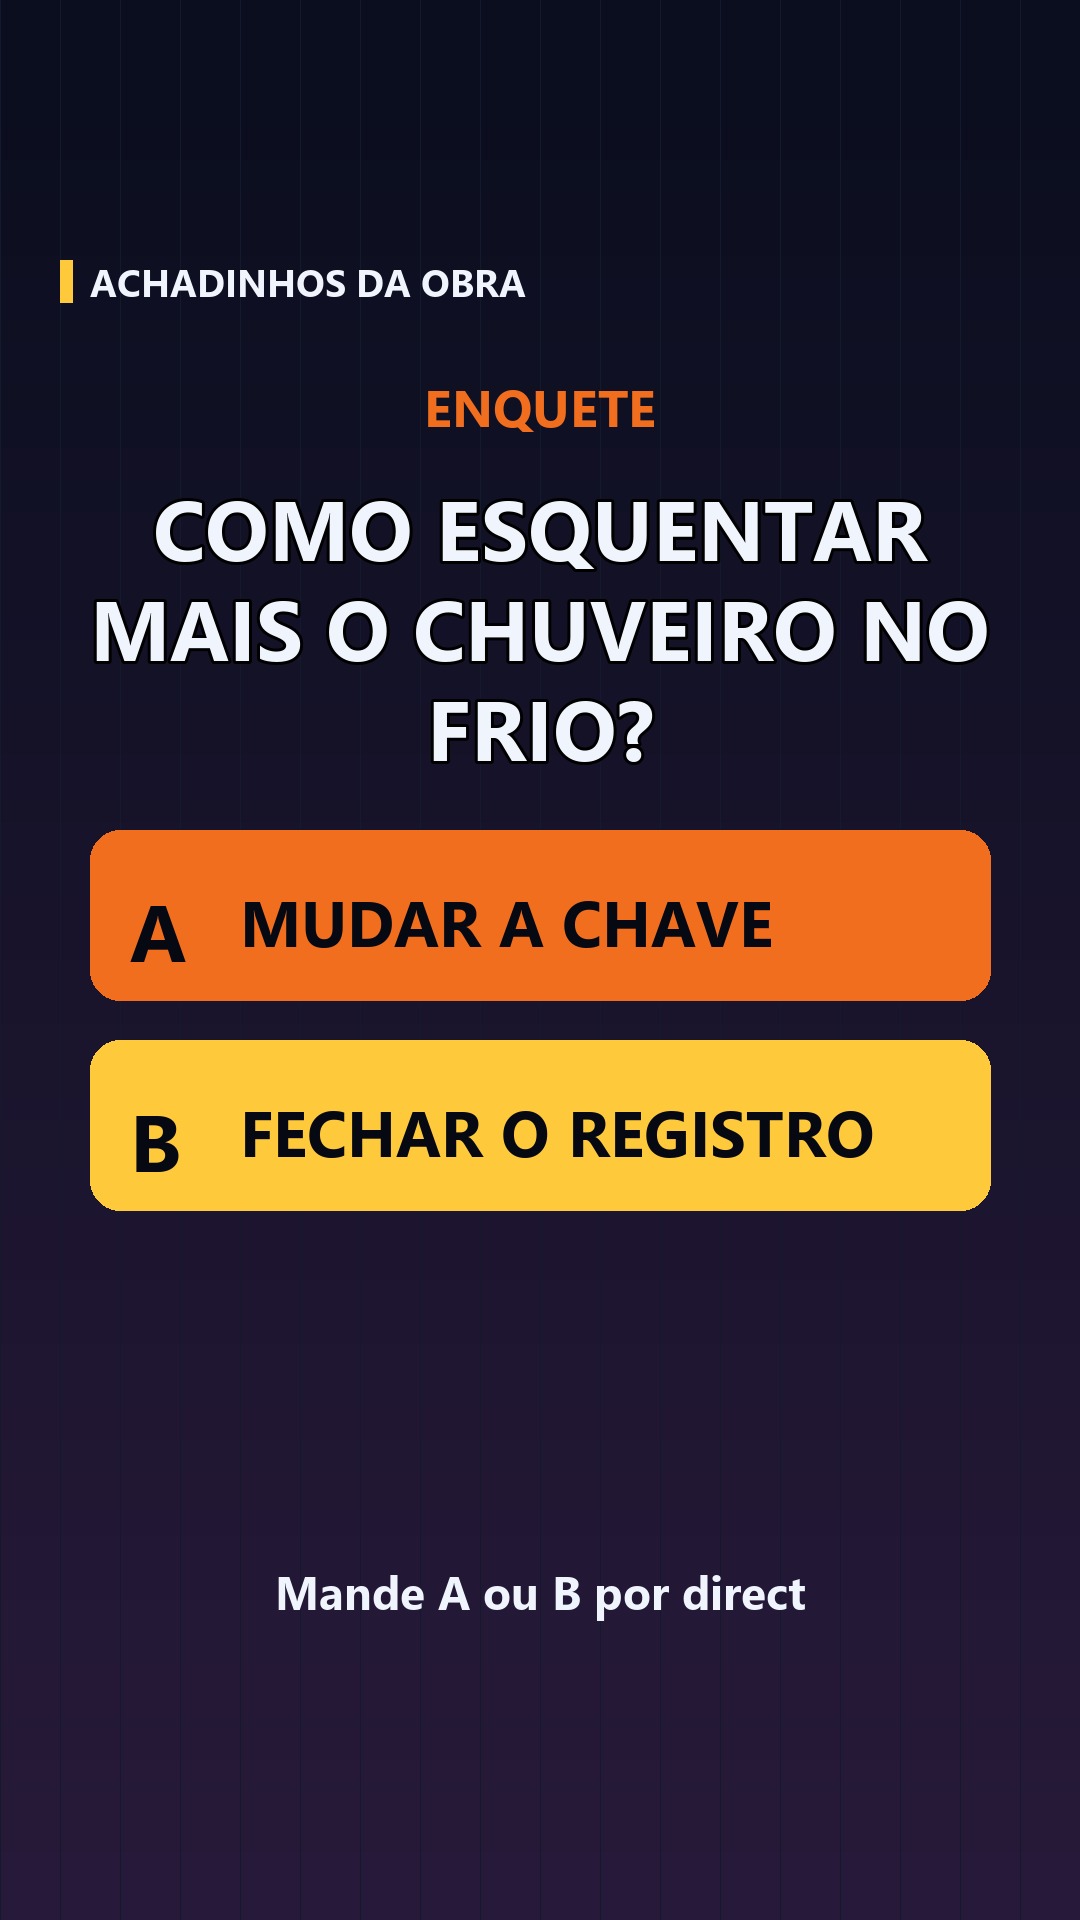 ACHADINHOS DA OBRA
ENQUETE
COMO ESQUENTAR
MAIS O CHUVEIRO NO
FRIO?
A MUDAR A CHAVE
B FECHAR O REGISTRO
Mande A ou B por direct